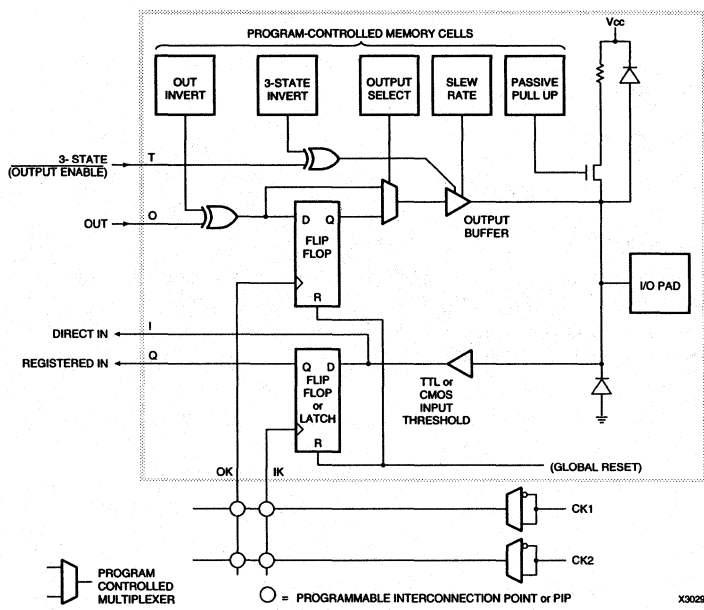 PROGRAM-CONTROLLED MEMORY CELLS
Vcc
OUT
INVERT
3-STATE
INVERT
OUTPUT
SELECT
SLEW
RATE
PASSIVE
PULL UP
3- STATE
(OUTPUT ENABLE)
T
OUT
O
D Q
FLIP
FLOP
R
OUTPUT
BUFFER
I/O PAD
DIRECT IN
I
REGISTERED IN
Q
Q D
FLIP
FLOP
or
LATCH
R
TTL or
CMOS
INPUT
THRESHOLD
OK
IK
(GLOBAL RESET)
CK1
CK2
PROGRAM
CONTROLLED
MULTIPLEXER
= PROGRAMMABLE INTERCONNECTION POINT or PIP
X3029